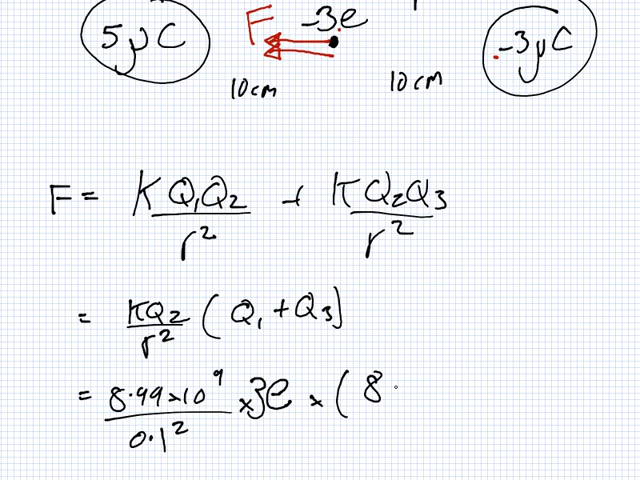 5μC F -3e -3μC
10cm 10cm
F = KQ₁Q₂/r² + KQ₂Q₃/r²
= KQ₂/r² (Q₁ + Q₃)
= 8.99×10⁹/0.1² × 3e × (8.